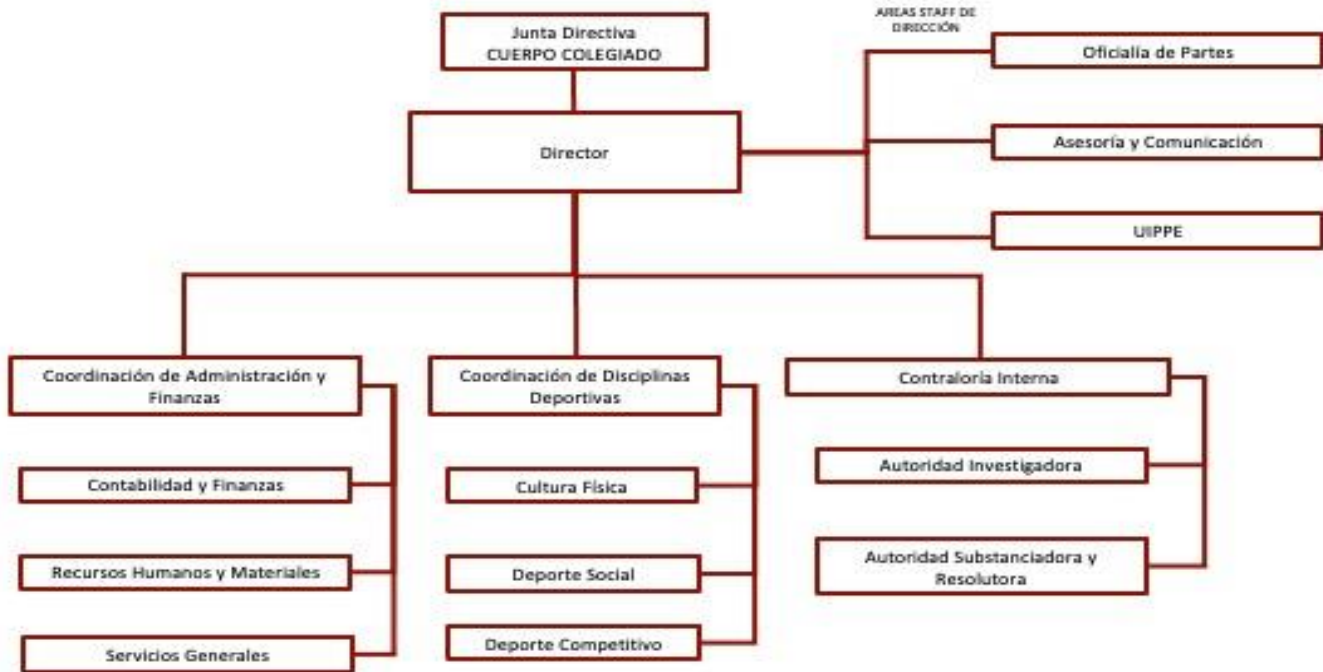 Junta Directiva
CUERPO COLEGIADO
AREAS STAFF DE
DIRECCIÓN
Oficialía de Partes
Director
Asesoría y Comunicación
UIPPE
Coordinación de Administración y
Finanzas
Coordinación de Disciplinas
Deportivas
Contraloría Interna
Contabilidad y Finanzas
Cultura Física
Autoridad Investigadora
Recursos Humanos y Materiales
Deporte Social
Autoridad Substanciadora y
Resolutora
Servicios Generales
Deporte Competitivo